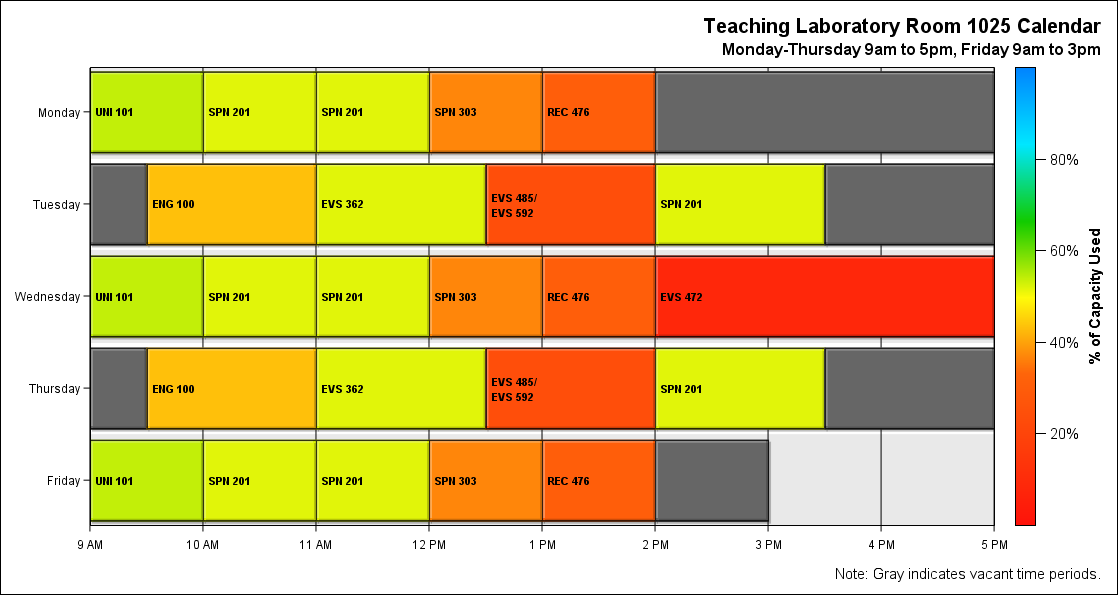 Teaching Laboratory Room 1025 Calendar
Monday-Thursday 9am to 5pm, Friday 9am to 3pm
Monday
UNI 101
SPN 201
SPN 201
SPN 303
REC 476
Tuesday
ENG 100
EVS 362
EVS 485/
EVS 592
SPN 201
Wednesday
UNI 101
SPN 201
SPN 201
SPN 303
REC 476
EVS 472
Thursday
ENG 100
EVS 362
EVS 485/
EVS 592
SPN 201
Friday
UNI 101
SPN 201
SPN 201
SPN 303
REC 476
9 AM
10 AM
11 AM
12 PM
1 PM
2 PM
3 PM
4 PM
5 PM
80%
60%
40%
20%
% of Capacity Used
Note: Gray indicates vacant time periods.